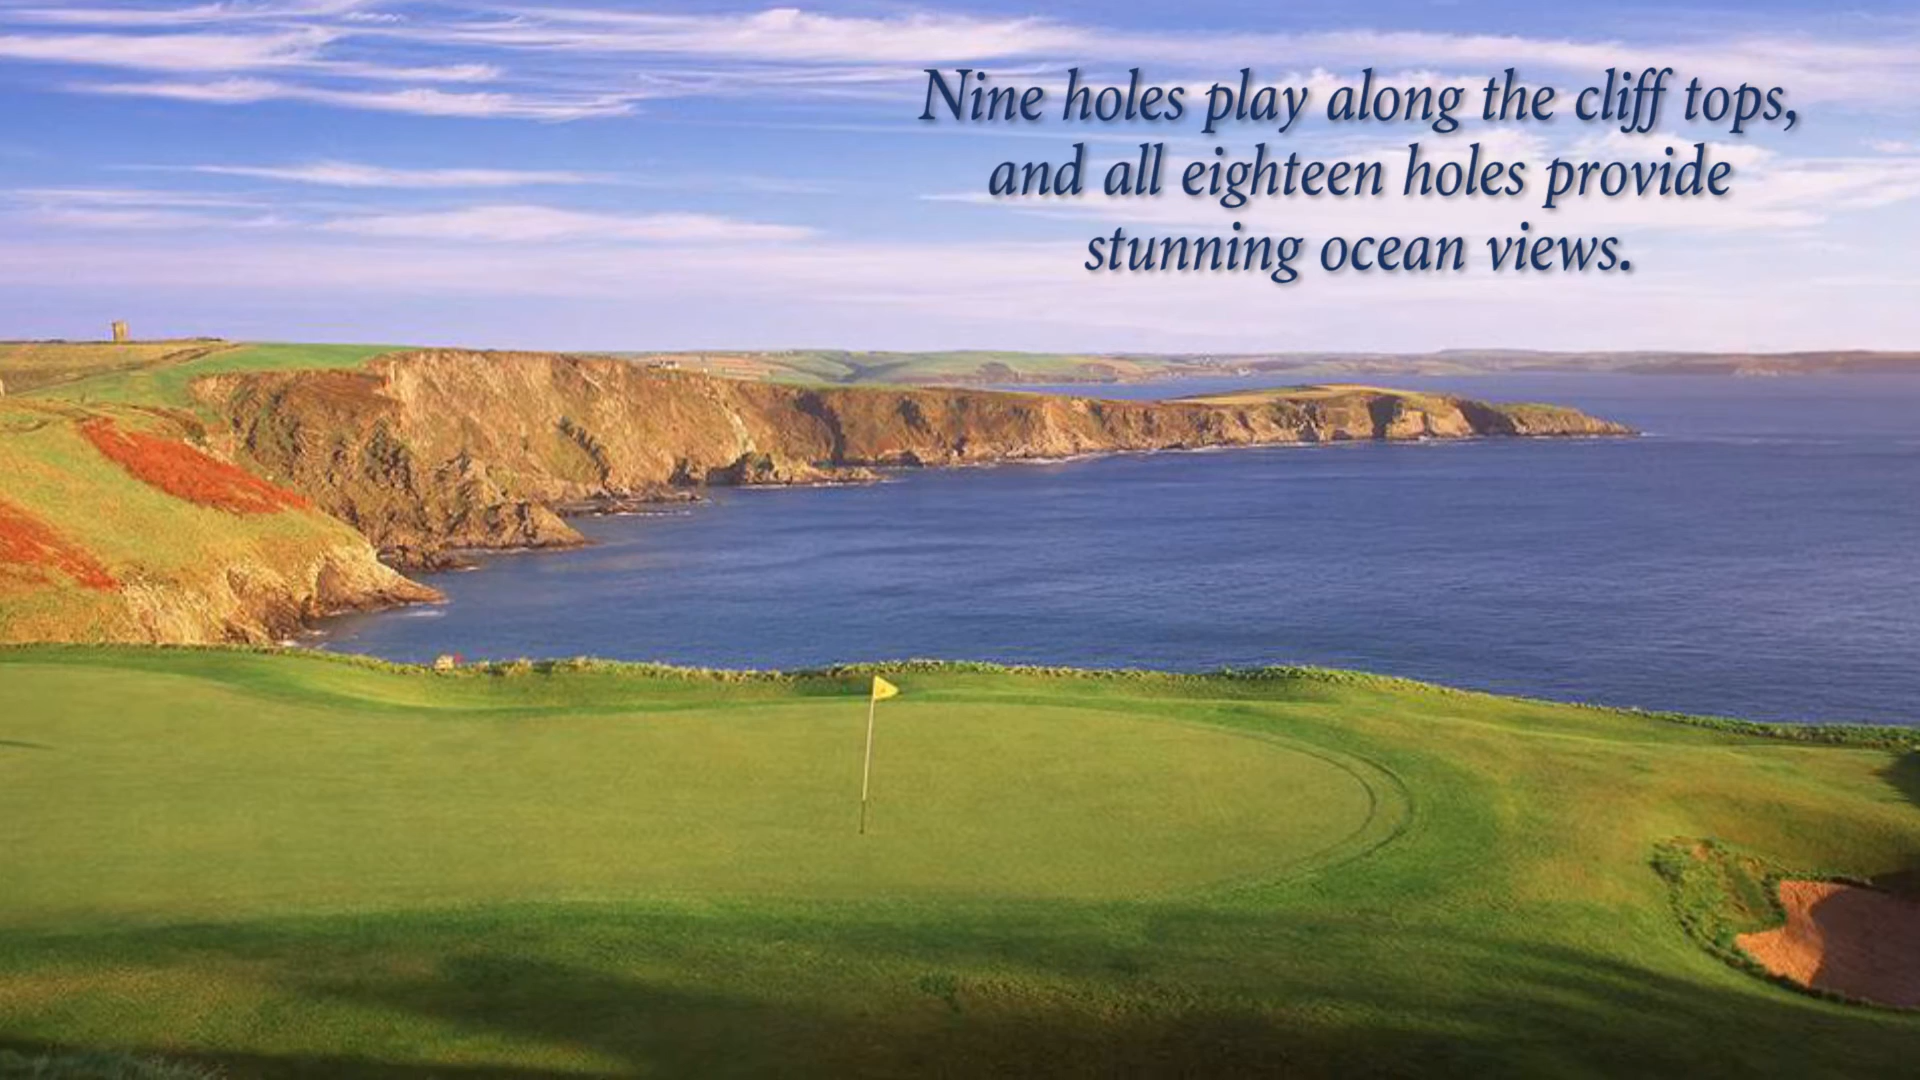 Nine holes play along the cliff tops,
and all eighteen holes provide
stunning ocean views.